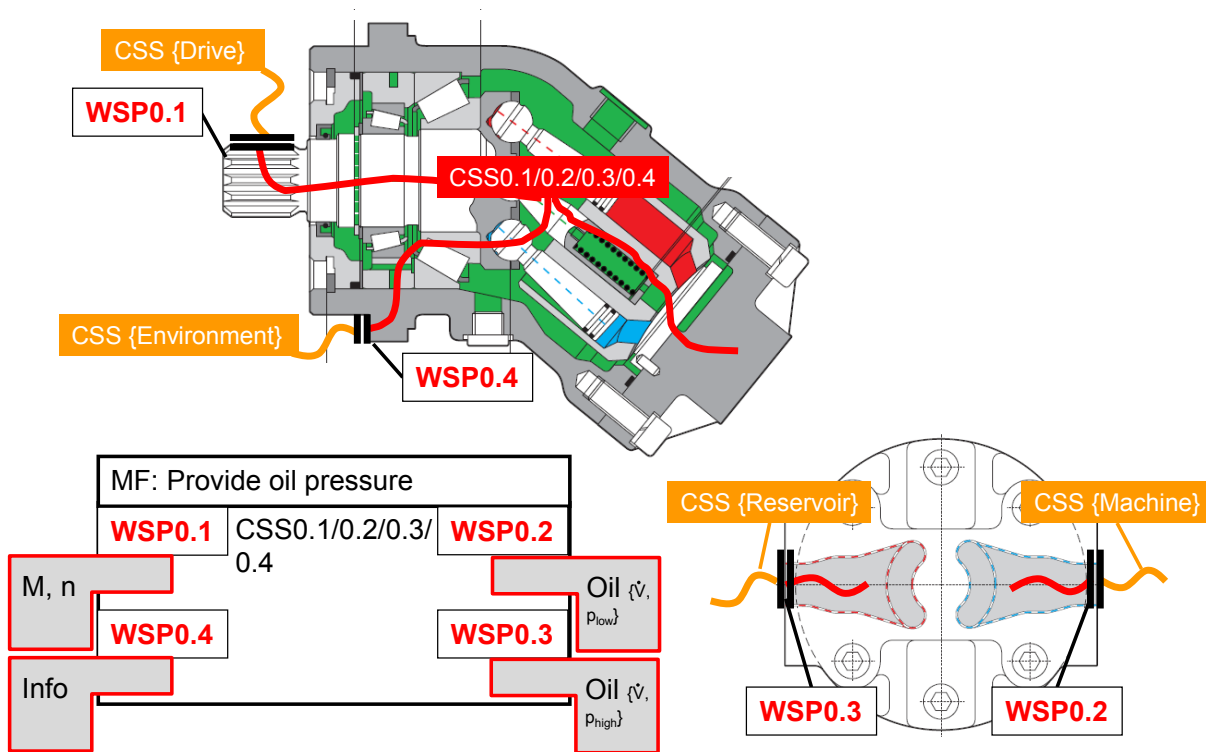 CSS {Drive}
WSP0.1
CSS0.1/0.2/0.3/0.4
CSS {Environment}
WSP0.4
MF: Provide oil pressure
WSP0.1
CSS0.1/0.2/0.3/
0.4
WSP0.2
M, n
Oil {V̇,
p_low}
WSP0.4
WSP0.3
Info
Oil {V̇,
p_high}
CSS {Reservoir}
CSS {Machine}
WSP0.3
WSP0.2